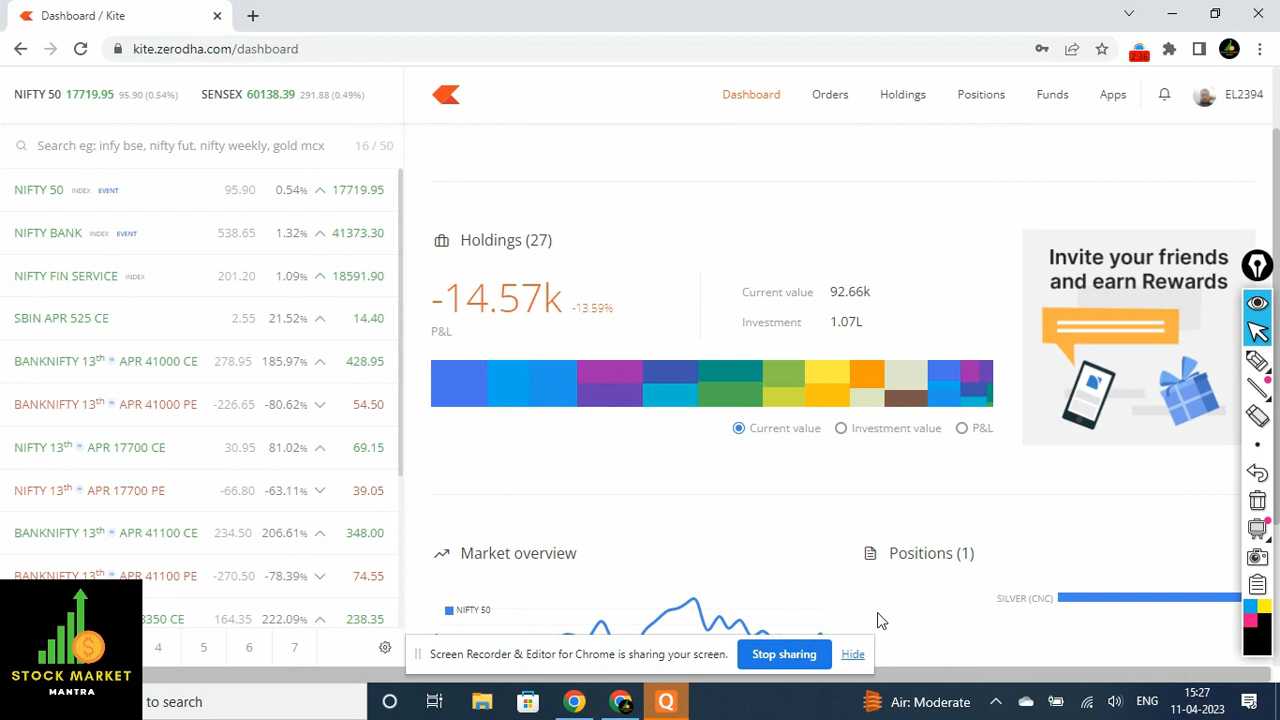 Dashboard / Kite
kite.zerodha.com/dashboard
2:36
NIFTY 50 17719.95 95.90 (0.54%) SENSEX 60138.39 291.88 (0.49%)
Dashboard Orders Holdings Positions Funds Apps EL2394
Search eg: infy bse, nifty fut, nifty weekly, gold mcx 16 / 50
NIFTY 50 INDEX EVENT 95.90 0.54% 17719.95
NIFTY BANK INDEX EVENT 538.65 1.32% 41373.30
NIFTY FIN SERVICE INDEX 201.20 1.09% 18591.90
SBIN APR 525 CE 2.55 21.52% 14.40
BANKNIFTY 13th w APR 41000 CE 278.95 185.97% 428.95
BANKNIFTY 13th w APR 41000 PE -226.65 -80.62% 54.50
NIFTY 13th w APR 17700 CE 30.95 81.02% 69.15
NIFTY 13th w APR 17700 PE -66.80 -63.11% 39.05
BANKNIFTY 13th w APR 41100 CE 234.50 206.61% 348.00
BANKNIFTY 13th w APR 41100 PE -270.50 -78.39% 74.55
350 CE 164.35 222.09% 238.35
4 5 6 7
Holdings (27)
-14.57k -13.59%
P&L
Current value 92.66k
Investment 1.07L
Current value Investment value P&L
Invite your friends
and earn Rewards
Market overview
NIFTY 50
Positions (1)
SILVER (CNC)
Screen Recorder & Editor for Chrome is sharing your screen. Stop sharing Hide
STOCK MARKET
MANTRA
to search
Air: Moderate
ENG
15:27
11-04-2023